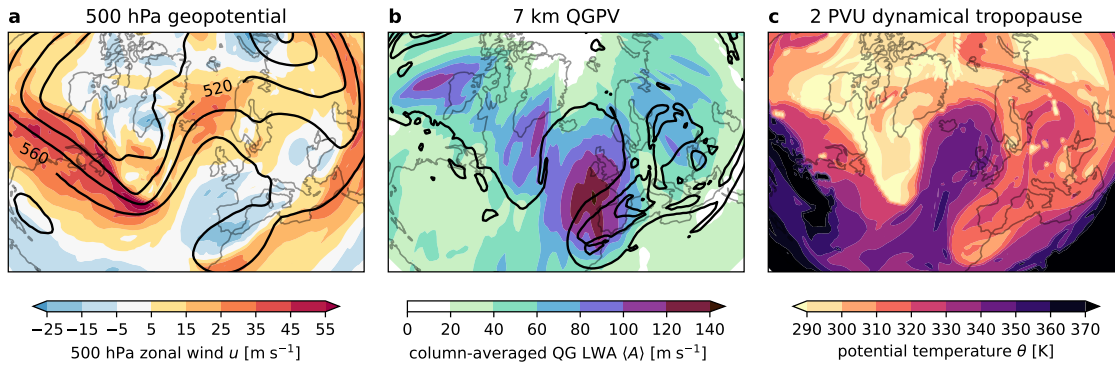 a 500 hPa geopotential
b 7 km QGPV
c 2 PVU dynamical tropopause
520
560
−25 −15 −5 5 15 25 35 45 55
500 hPa zonal wind u [m s⁻¹]
0 20 40 60 80 100 120 140
column-averaged QG LWA ⟨A⟩ [m s⁻¹]
290 300 310 320 330 340 350 360 370
potential temperature θ [K]